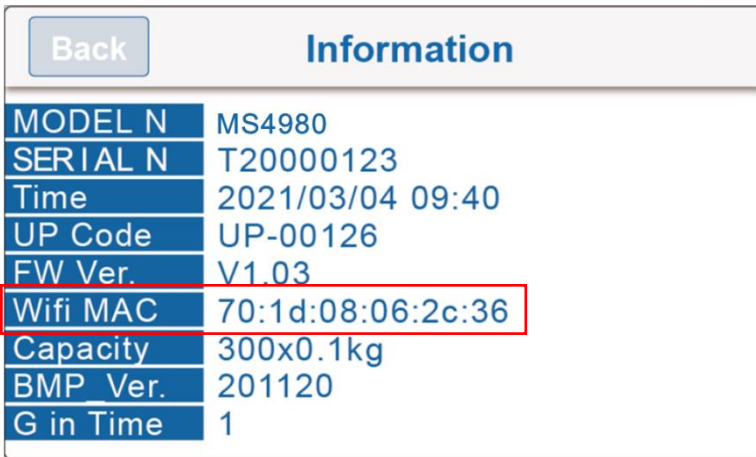 Back Information
MODEL N MS4980
SERIAL N T20000123
Time 2021/03/04 09:40
UP Code UP-00126
FW Ver. V1.03
Wifi MAC 70:1d:08:06:2c:36
Capacity 300x0.1kg
BMP_Ver. 201120
G in Time 1